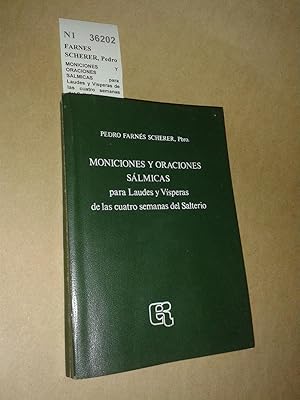 N1 36202
FARNES
SCHERER, Pedro
MONICIONES Y
ORACIONES
SÁLMICAS para
Laudes y Vísperas de
las cuatro semanas
PEDRO FARNÉS SCHERER, Pbro.
MONICIONES Y ORACIONES
SÁLMICAS
para Laudes y Vísperas
de las cuatro semanas del Salterio